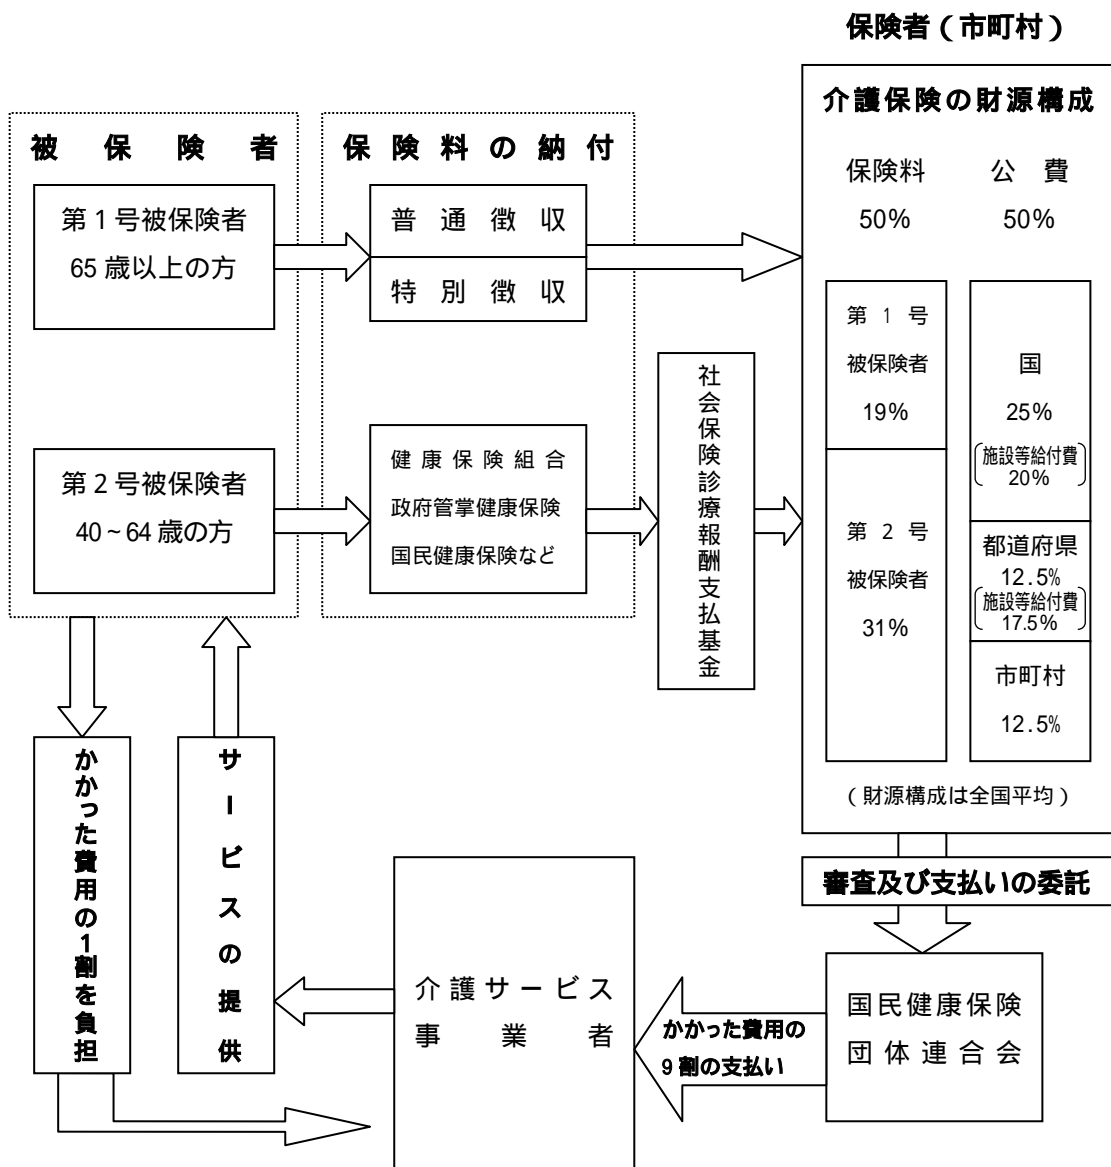 保険者（市町村）
介護保険の財源構成
保険料 公費
50% 50%
第1号
被保険者
19%
第2号
被保険者
31%
国
25%
（施設等給付費
20%）
都道府県
12.5%
（施設等給付費
17.5%）
市町村
12.5%
（財源構成は全国平均）
被保険者
第1号被保険者
65歳以上の方
第2号被保険者
40~64歳の方
保険料の納付
普通徴収
特別徴収
健康保険組合
政府管掌健康保険
国民健康保険など
社会保険診療報酬支払基金
審査及び支払いの委託
国民健康保険
団体連合会
かかった費用の
9割の支払い
介護サービス
事業者
サービスの提供
かかった費用の1割を負担